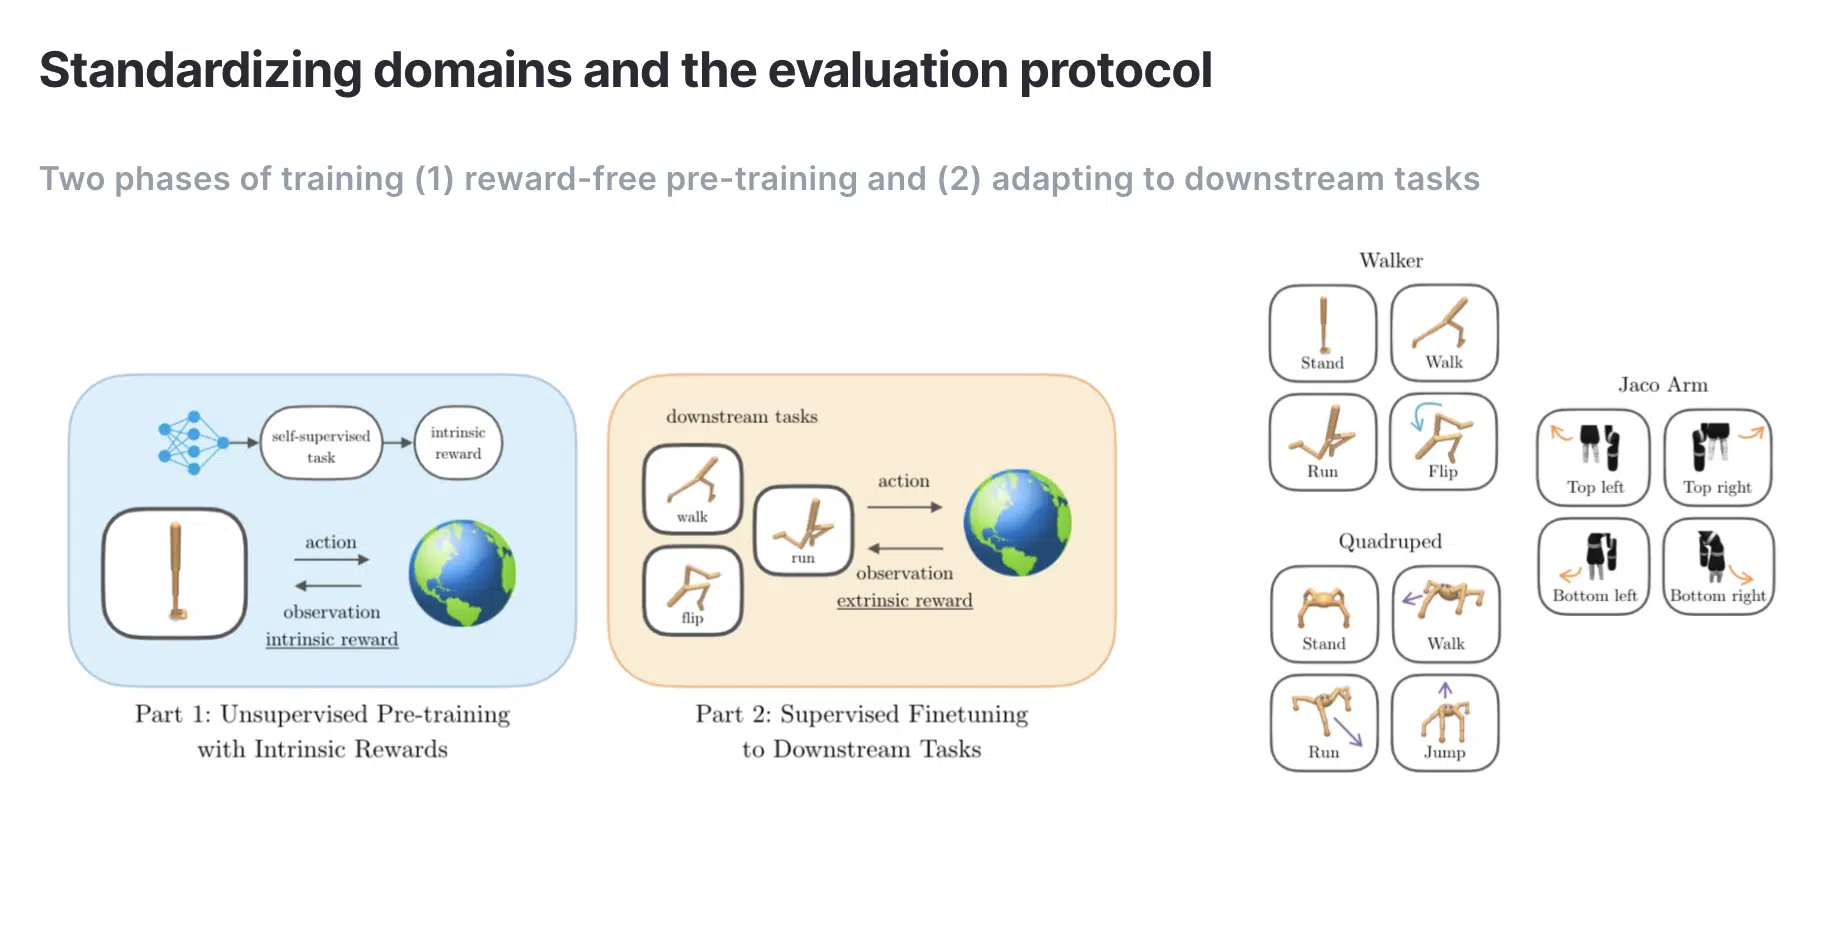 Standardizing domains and the evaluation protocol
Two phases of training (1) reward-free pre-training and (2) adapting to downstream tasks
self-supervised
task
intrinsic
reward
action
observation
intrinsic reward
Part 1: Unsupervised Pre-training
with Intrinsic Rewards
downstream tasks
walk
run
flip
action
observation
extrinsic reward
Part 2: Supervised Finetuning
to Downstream Tasks
Walker
Stand
Walk
Run
Flip
Quadruped
Stand
Walk
Run
Jump
Jaco Arm
Top left
Top right
Bottom left
Bottom right